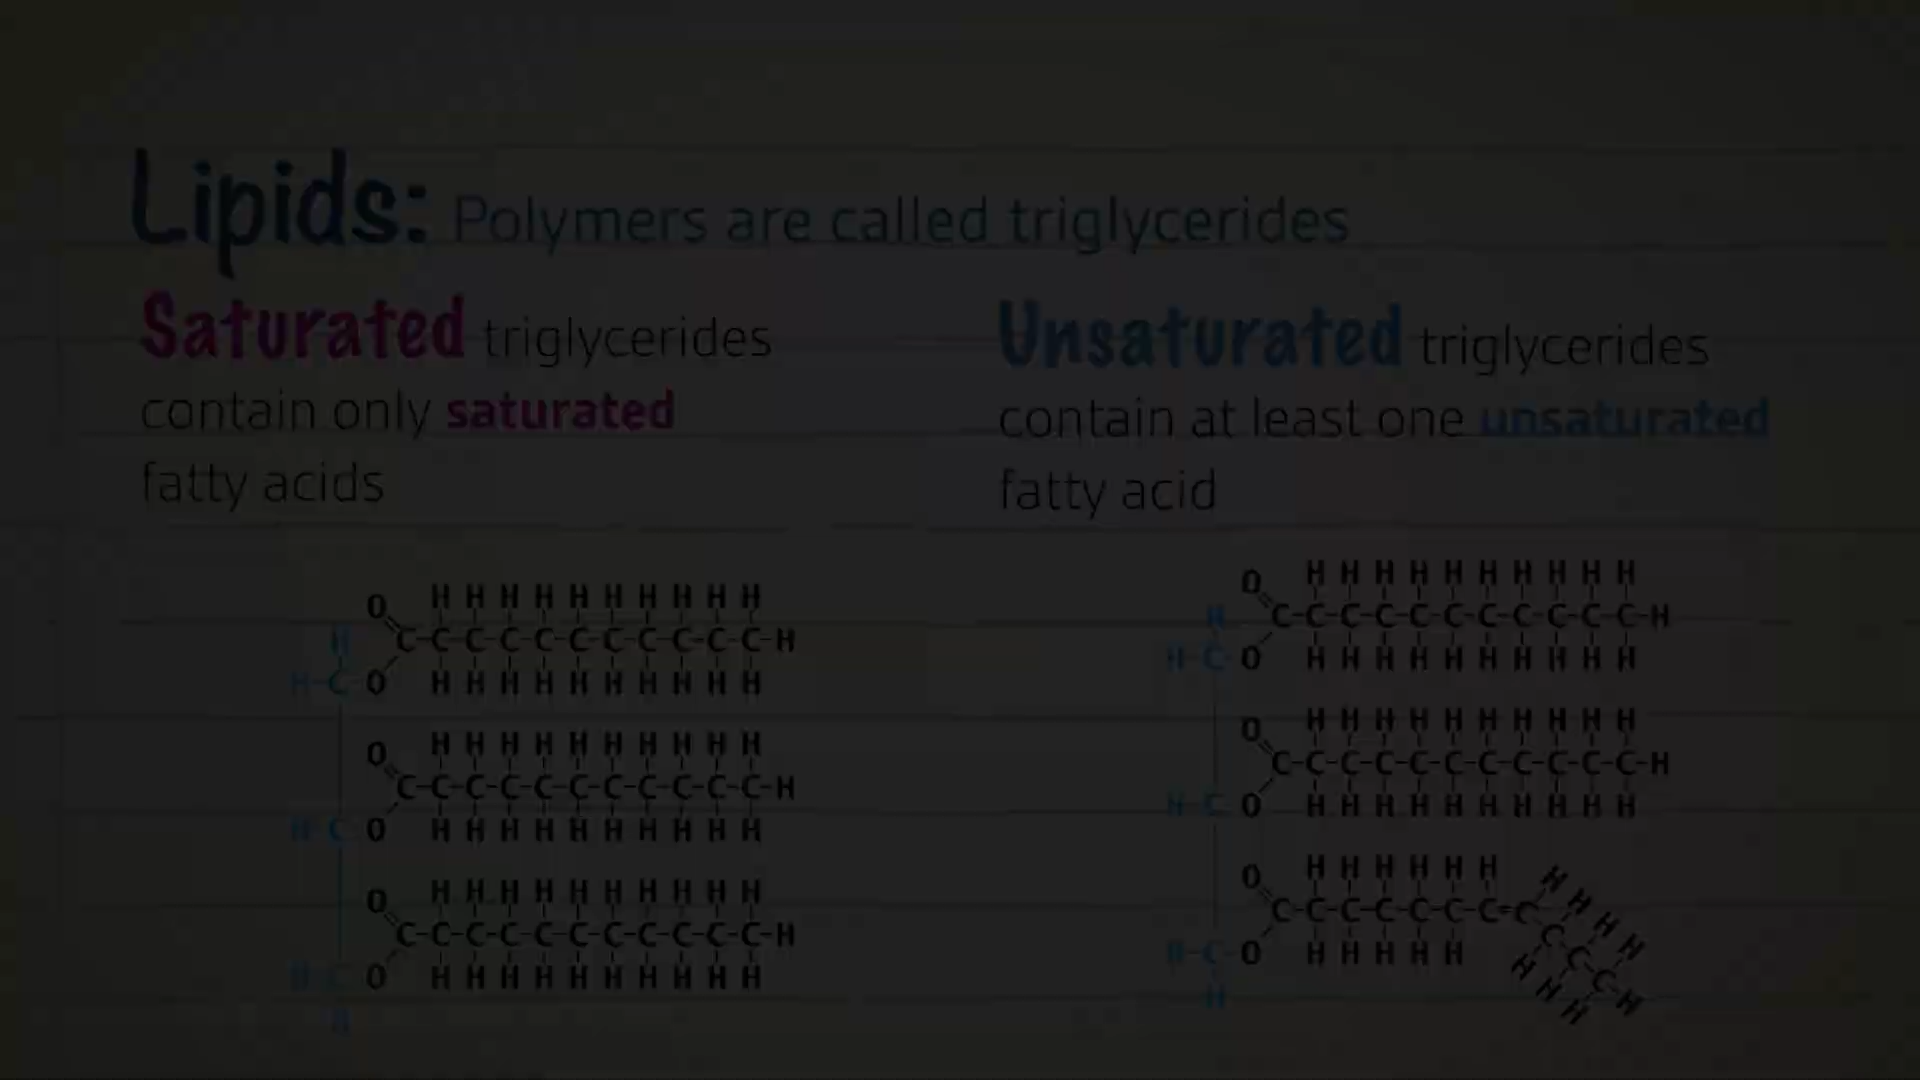 Lipids: Polymers are called triglycerides
Saturated triglycerides
contain only saturated
fatty acids
Unsaturated triglycerides
contain at least one unsaturated
fatty acid
H H H H H H H H H H
O
C-C-C-C-C-C-C-C-C-C-C-H
H
H-C-O H H H H H H H H H H
H H H H H H H H H H
O
C-C-C-C-C-C-C-C-C-C-C-H
H-C-O H H H H H H H H H H
H H H H H H H H H H
O
C-C-C-C-C-C-C-C-C-C-C-H
H-C-O H H H H H H H H H H
H
H H H H H H H H H H
O
C-C-C-C-C-C-C-C-C-C-C-H
H
H-C-O H H H H H H H H H H
H H H H H H H H H H
O
C-C-C-C-C-C-C-C-C-C-C-H
H-C-O H H H H H H H H H H
H H H H H H H H H H
O
C-C-C-C-C-C-C=C-C-C-C-H
H-C-O H H H H H H H H
H